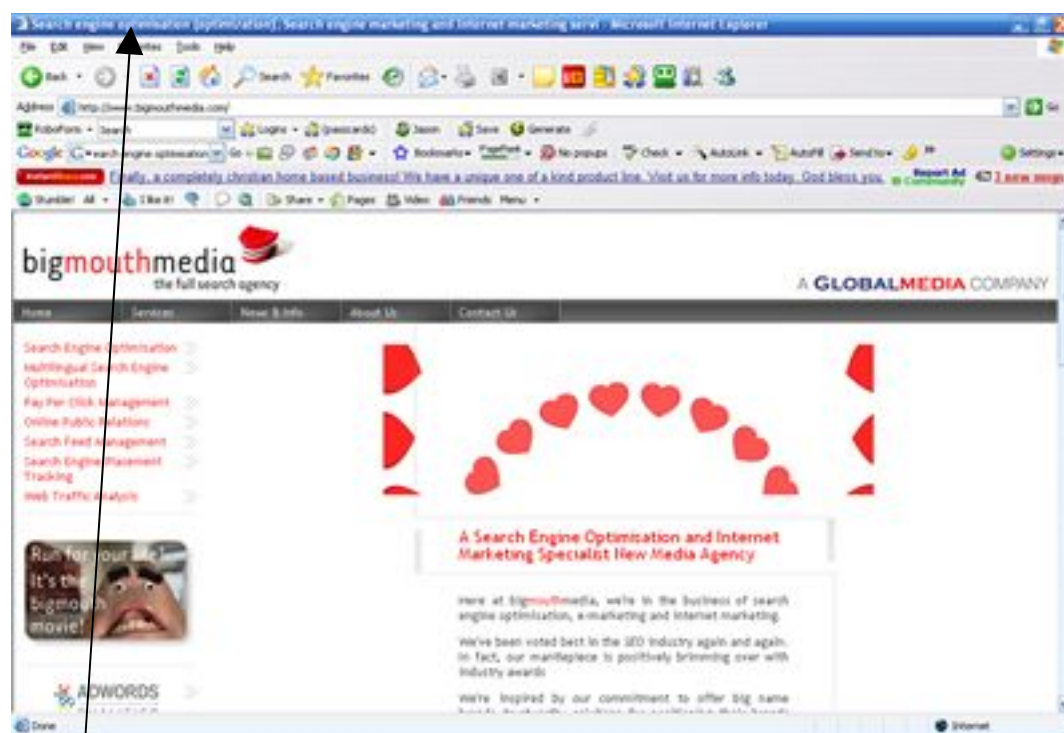 Search engine optimisation (optimization), Search engine marketing and Internet marketing servi - Microsoft Internet Explorer
File Edit View Favorites Tools Help
Back Search Favorites
Address http://www.bigmouthmedia.com/
RoboForm Search Logins (passcards) Jason Save Generate
Google search engine optimisation Go Bookmarks PageRank No popups Check AutoLink AutoFill Send to Settings
Finally, a completely christian home based business! We have a unique one of a kind product line. Visit us for more info today. God bless you. Report Ad
Community
Stumble! All I like it! Share Pages Video Friends Menu
bigmouthmedia
the full search agency
A GLOBALMEDIA COMPANY
Home Services News & Info About Us Contact Us
Search Engine Optimisation
Multilingual Search Engine
Optimisation
Pay Per Click Management
Online Public Relations
Search Feed Management
Search Engine Placement
Tracking
Web Traffic Analysis
Run for your life!
It's the
bigmouth
movie!
ADWORDS
A Search Engine Optimisation and Internet
Marketing Specialist New Media Agency
Here at bigmouthmedia, we're in the business of search
engine optimisation, e-marketing and internet marketing.
We've been voted best in the SEO industry again and again.
In fact, our mantlepiece is positively brimming over with
industry awards
We're inspired by our commitment to offer big name
Done Internet